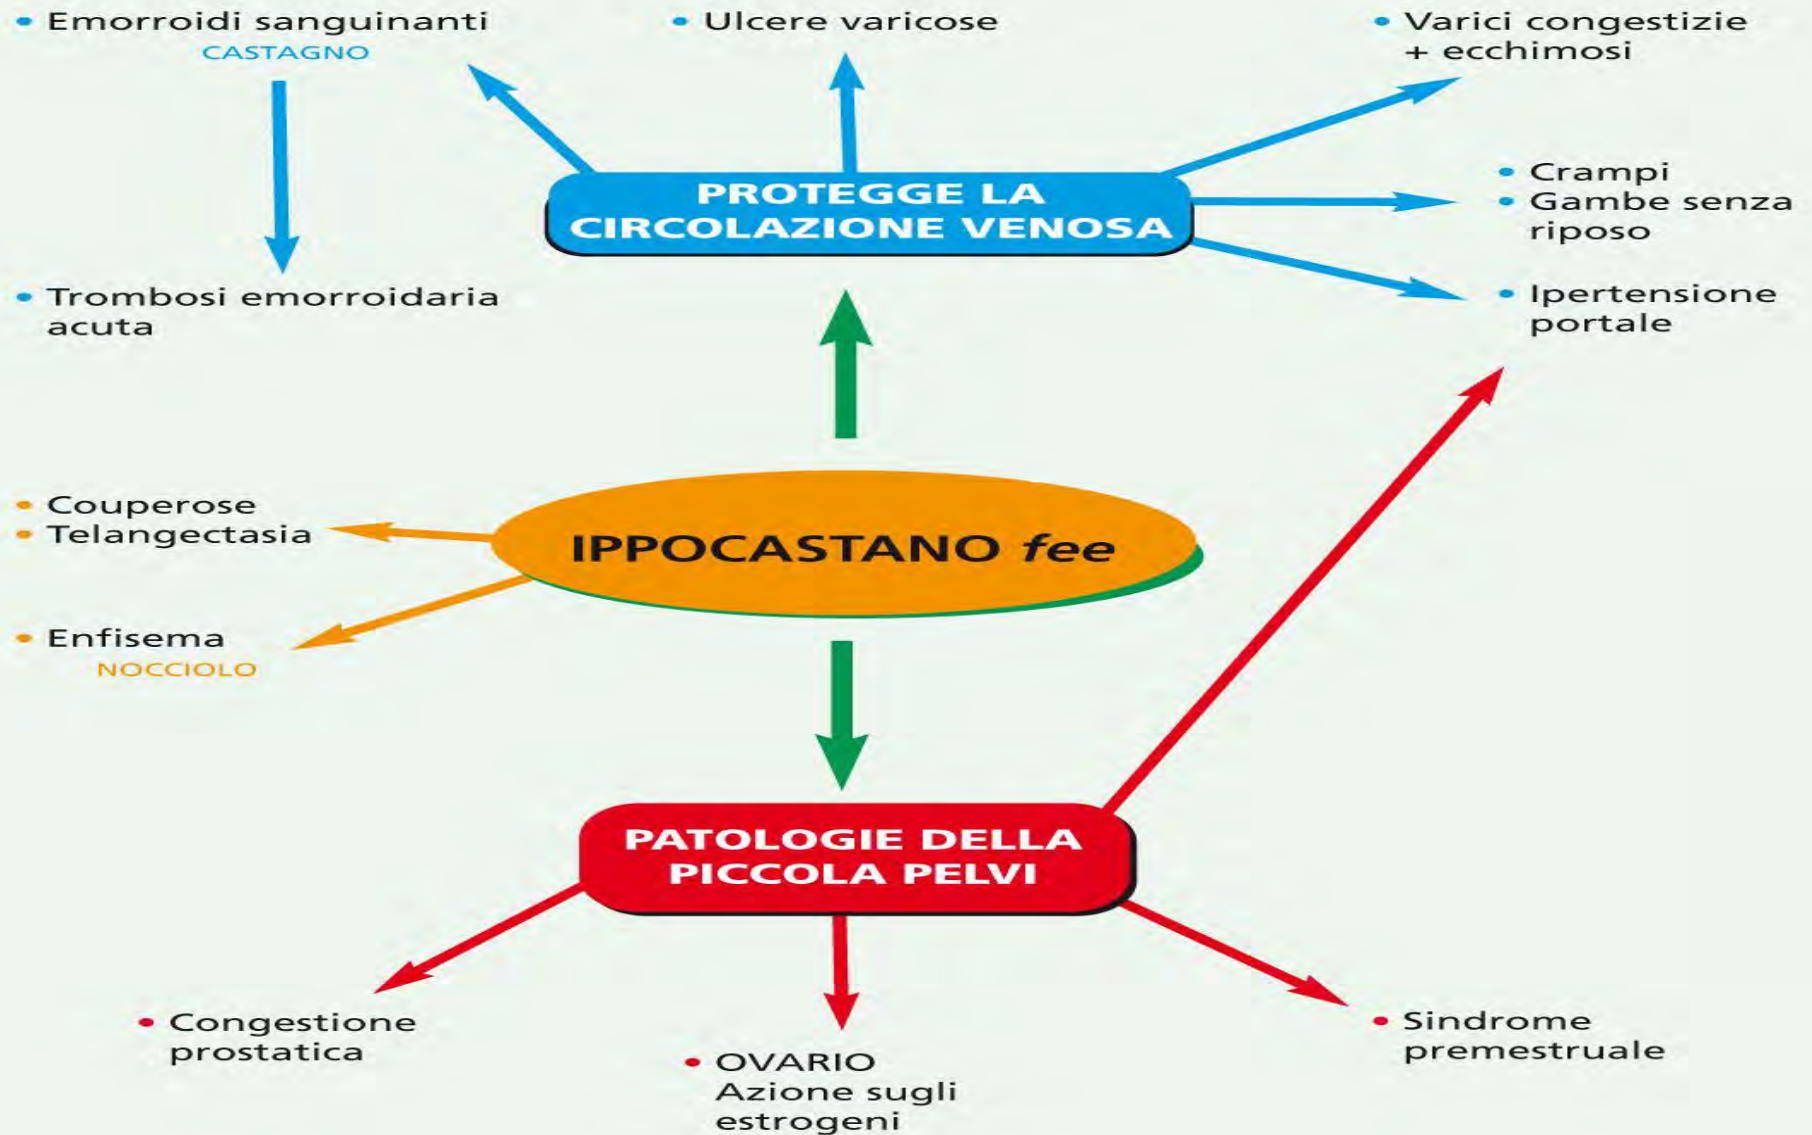 • Emorroidi sanguinanti
CASTAGNO
• Ulcere varicose
• Varici congestizie
+ ecchimosi
PROTEGGE LA
CIRCOLAZIONE VENOSA
• Crampi
• Gambe senza
riposo
• Trombosi emorroidaria
acuta
• Ipertensione
portale
• Couperose
• Telangectasia
IPPOCASTANO fee
• Enfisema
NOCCIOLO
PATOLOGIE DELLA
PICCOLA PELVI
• Congestione
prostatica
• OVARIO
Azione sugli
estrogeni
• Sindrome
premestruale